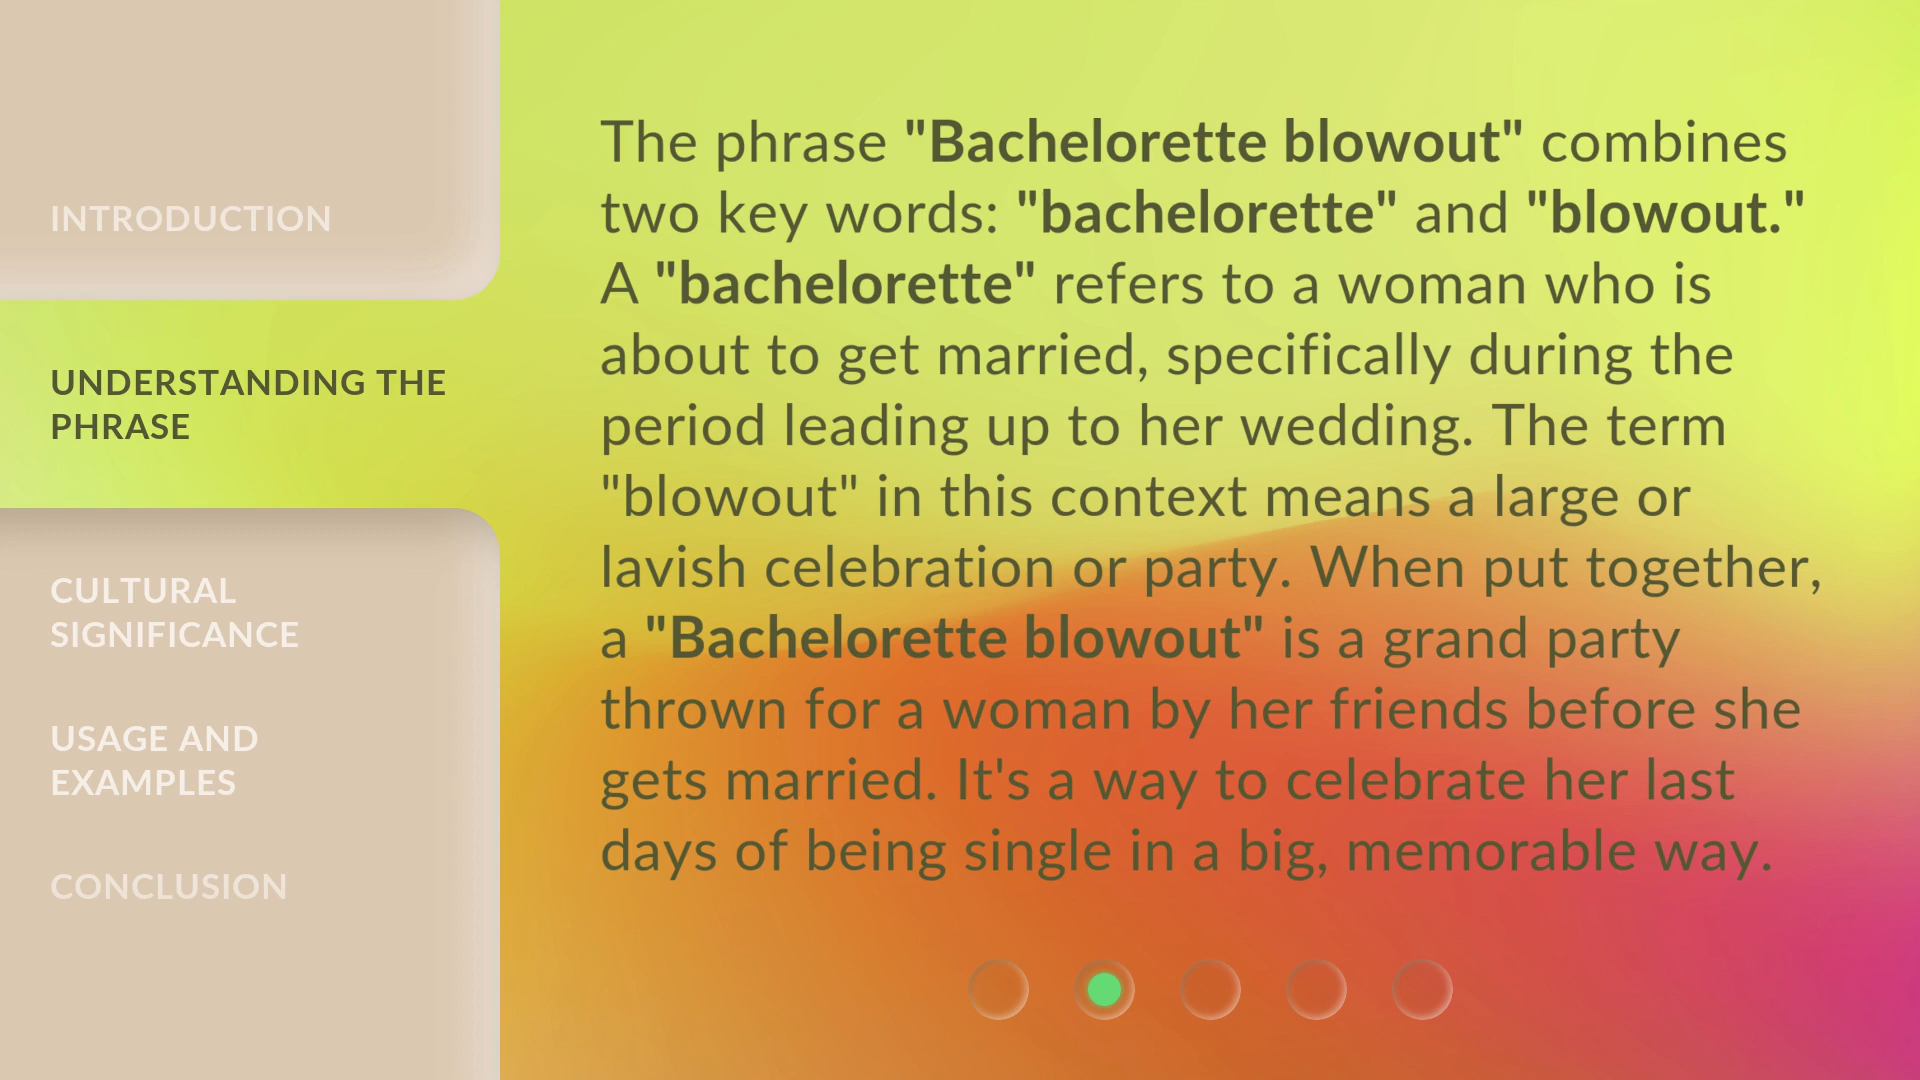 INTRODUCTION
UNDERSTANDING THE
PHRASE
CULTURAL
SIGNIFICANCE
USAGE AND
EXAMPLES
CONCLUSION
The phrase "Bachelorette blowout" combines
two key words: "bachelorette" and "blowout."
A "bachelorette" refers to a woman who is
about to get married, specifically during the
period leading up to her wedding. The term
"blowout" in this context means a large or
lavish celebration or party. When put together,
a "Bachelorette blowout" is a grand party
thrown for a woman by her friends before she
gets married. It's a way to celebrate her last
days of being single in a big, memorable way.